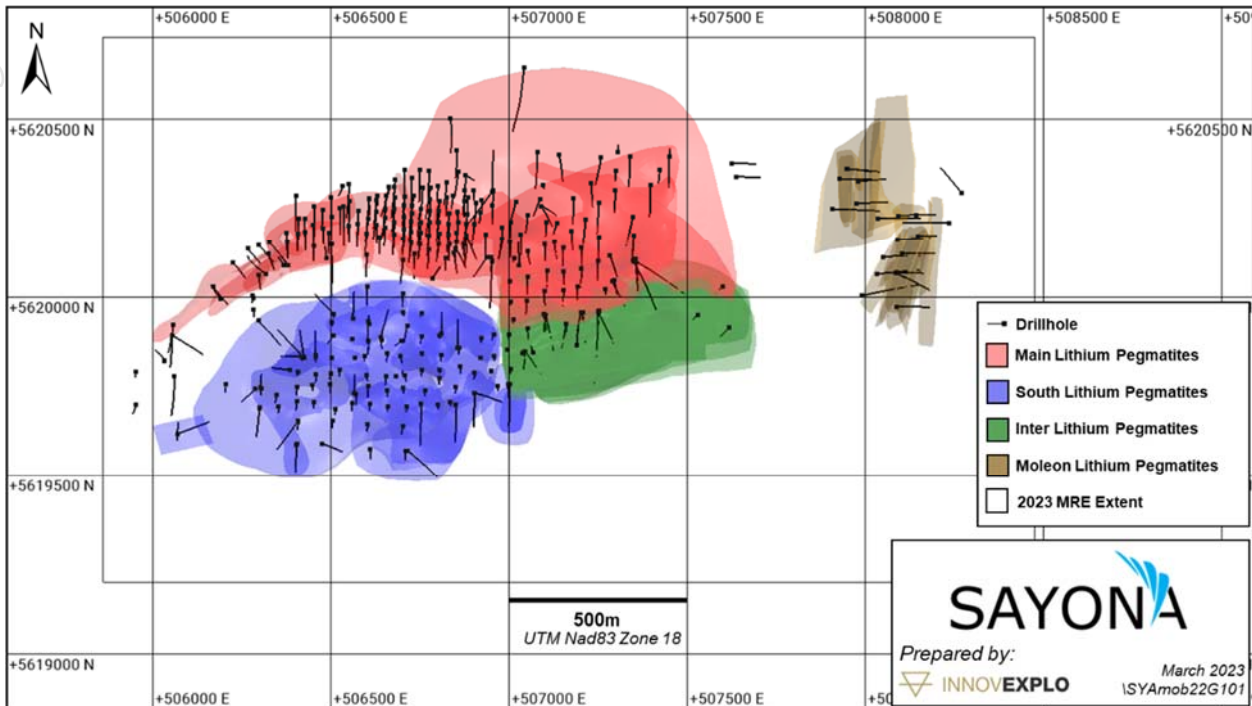 +506000 E
+506500 E
+507000 E
+507500 E
+508000 E
+508500 E
N
+5620500 N
+5620500 N
+5620000 N
Drillhole
Main Lithium Pegmatites
South Lithium Pegmatites
Inter Lithium Pegmatites
Moleon Lithium Pegmatites
2023 MRE Extent
+5619500 N
500m
UTM Nad83 Zone 18
SAYONA
+5619000 N
Prepared by:
INNOVEXPLO
March 2023
\SYAmob22G101
+506000 E
+506500 E
+507000 E
+507500 E